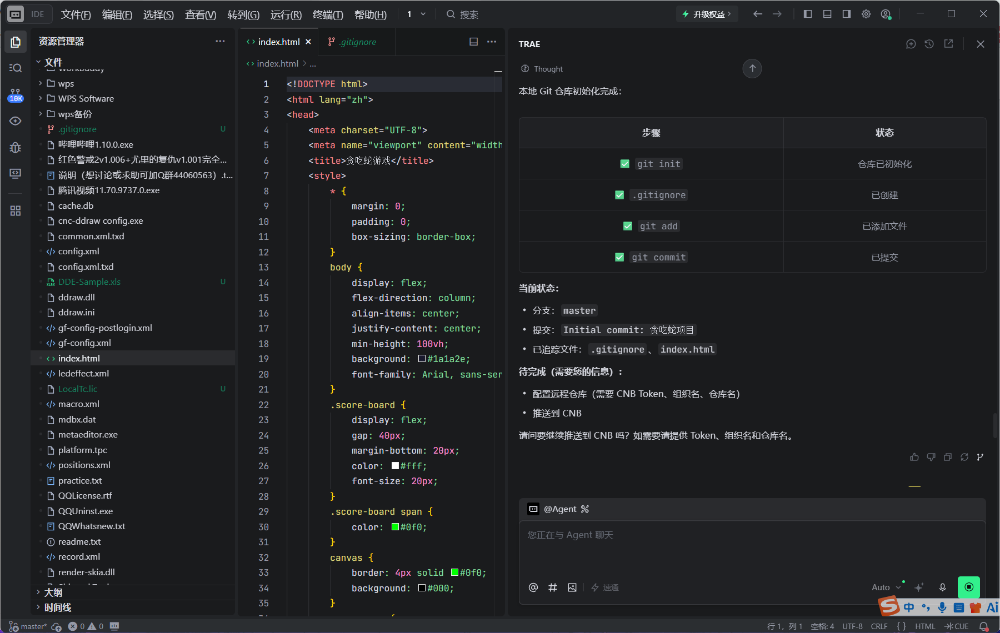 IDE 文件(F) 编辑(E) 选择(S) 查看(V) 转到(G) 运行(R) 终端(T) 帮助(H) 1 搜索 升级权益
资源管理器
文件
WorkBuddy
wps
WPS Software
wps备份
.gitignore U
哔哩哔哩1.10.0.exe
红色警戒2v1.006+尤里的复仇v1.001完全...
说明（想讨论或求助可加Q群44060563）.t...
腾讯视频11.70.9737.0.exe
cache.db
cnc-ddraw config.exe
common.xml.txd
config.xml
config.xml.txd
DDE-Sample.xls U
ddraw.dll
ddraw.ini
gf-config-postlogin.xml
gf-config.xml
index.html
ledeffect.xml
LocalTc.lic U
macro.xml
mdbx.dat
metaeditor.exe
platform.tpc
positions.xml
practice.txt
QQLicense.rtf
QQUninst.exe
QQWhatsnew.txt
readme.txt
record.xml
render-skia.dll
大纲
时间线
10K
index.html .gitignore
index.html > ...
1 <!DOCTYPE html>
2 <html lang="zh">
3 <head>
4 <meta charset="UTF-8">
5 <meta name="viewport" content="width
6 <title>贪吃蛇游戏</title>
7 <style>
8 * {
9 margin: 0;
10 padding: 0;
11 box-sizing: border-box;
12 }
13 body {
14 display: flex;
15 flex-direction: column;
16 align-items: center;
17 justify-content: center;
18 min-height: 100vh;
19 background: #1a1a2e;
20 font-family: Arial, sans-ser
21 }
22 .score-board {
23 display: flex;
24 gap: 40px;
25 margin-bottom: 20px;
26 color: #fff;
27 font-size: 20px;
28 }
29 .score-board span {
30 color: #0f0;
31 }
32 canvas {
33 border: 4px solid #0f0;
34 background: #000;
35 }
TRAE
Thought
本地 Git 仓库初始化完成：
步骤 状态
git init 仓库已初始化
.gitignore 已创建
git add 已添加文件
git commit 已提交
当前状态：
• 分支： master
• 提交： Initial commit: 贪吃蛇项目
• 已追踪文件： .gitignore 、 index.html
待完成（需要您的信息）：
• 配置远程仓库（需要 CNB Token、组织名、仓库名）
• 推送到 CNB
请问要继续推送到 CNB 吗？如需要请提供 Token、组织名和仓库名。
@Agent
您正在与 Agent 聊天
速通 Auto
中 Ai
master* 0 0 行 1，列 1 空格: 4 UTF-8 CRLF { } HTML CUE